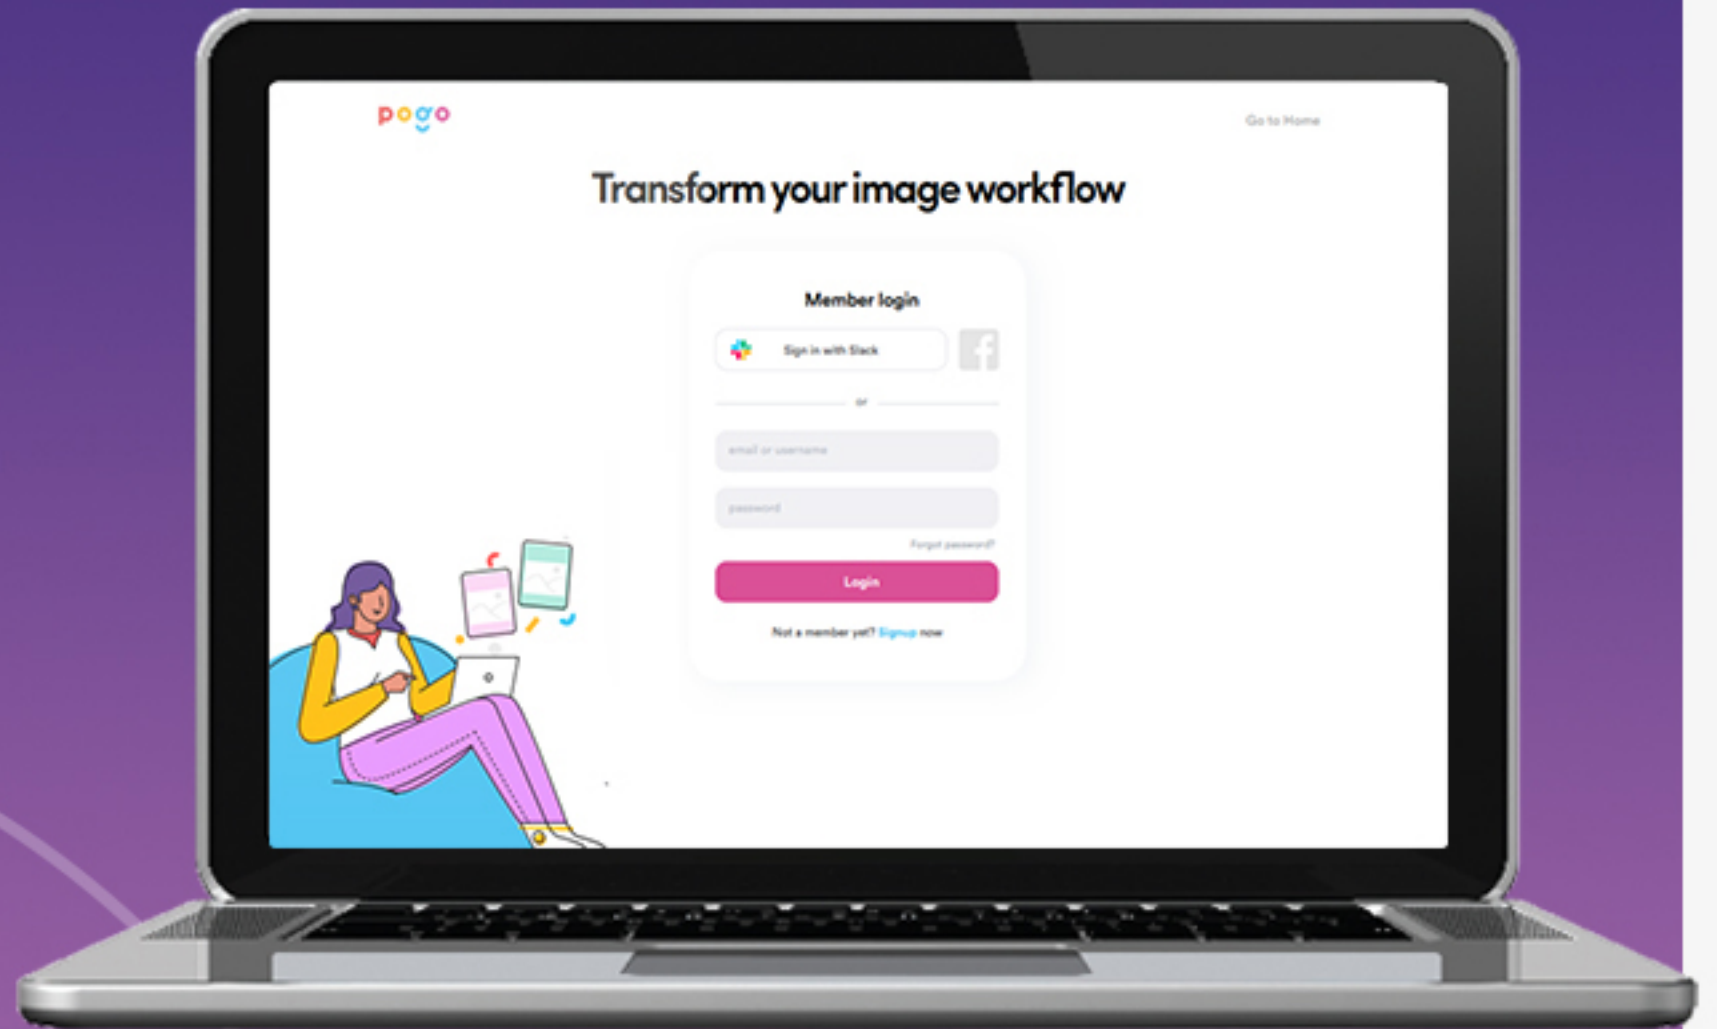 pogo
Go to Home
Transform your image workflow
Member login
Sign in with Slack
or
email or username
password
Forgot password?
Login
Not a member yet? Signup now